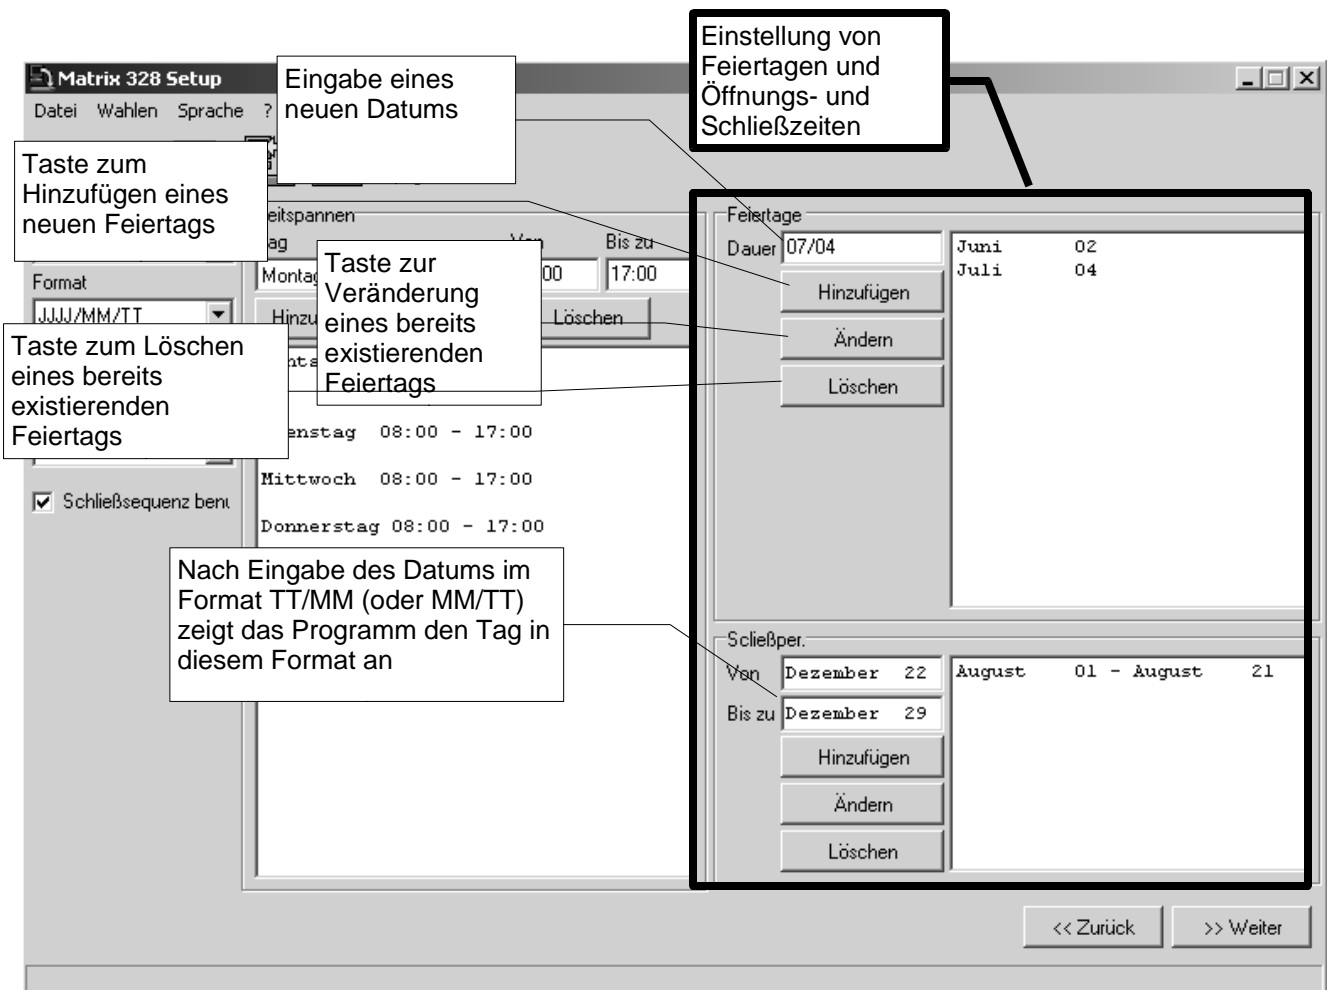 Einstellung von
Feiertagen und
Öffnungs- und
Schließzeiten
Matrix 328 Setup
Eingabe eines
neuen Datums
Datei Wahlen Sprache ?
Taste zum
Hinzufügen eines
neuen Feiertags
eitspannen
ag
Bis zu
Feiertage
Dauer 07/04
Juni 02
Juli 04
Format
JJJJ/MM/TT
Montag
00
17:00
Taste zur
Veränderung
eines bereits
existierenden
Feiertags
Hinzu
Löschen
Hinzufügen
Ändern
Löschen
Taste zum Löschen
eines bereits
existierenden
Feiertags
enstag 08:00 - 17:00
Mittwoch 08:00 - 17:00
Donnerstag 08:00 - 17:00
Schließsequenz benu
Nach Eingabe des Datums im
Format TT/MM (oder MM/TT)
zeigt das Programm den Tag in
diesem Format an
Scließper.
Von Dezember 22
August 01 - August 21
Bis zu Dezember 29
Hinzufügen
Ändern
Löschen
<< Zurück
>> Weiter